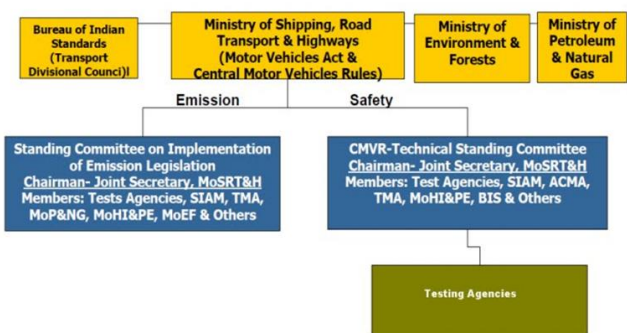 Bureau of Indian
Standards
(Transport
Divisional Counci)l
Ministry of Shipping, Road
Transport & Highways
(Motor Vehicles Act &
Central Motor Vehicles Rules)
Ministry of
Environment &
Forests
Ministry of
Petroleum
& Natural
Gas
Emission
Safety
Standing Committee on Implementation
of Emission Legislation
Chairman- Joint Secretary, MoSRT&H
Members: Tests Agencies, SIAM, TMA,
MoP&NG, MoHI&PE, MoEF & Others
CMVR-Technical Standing Committee
Chairman- Joint Secretary, MoSRT&H
Members: Test Agencies, SIAM, ACMA,
TMA, MoHI&PE, BIS & Others
Testing Agencies